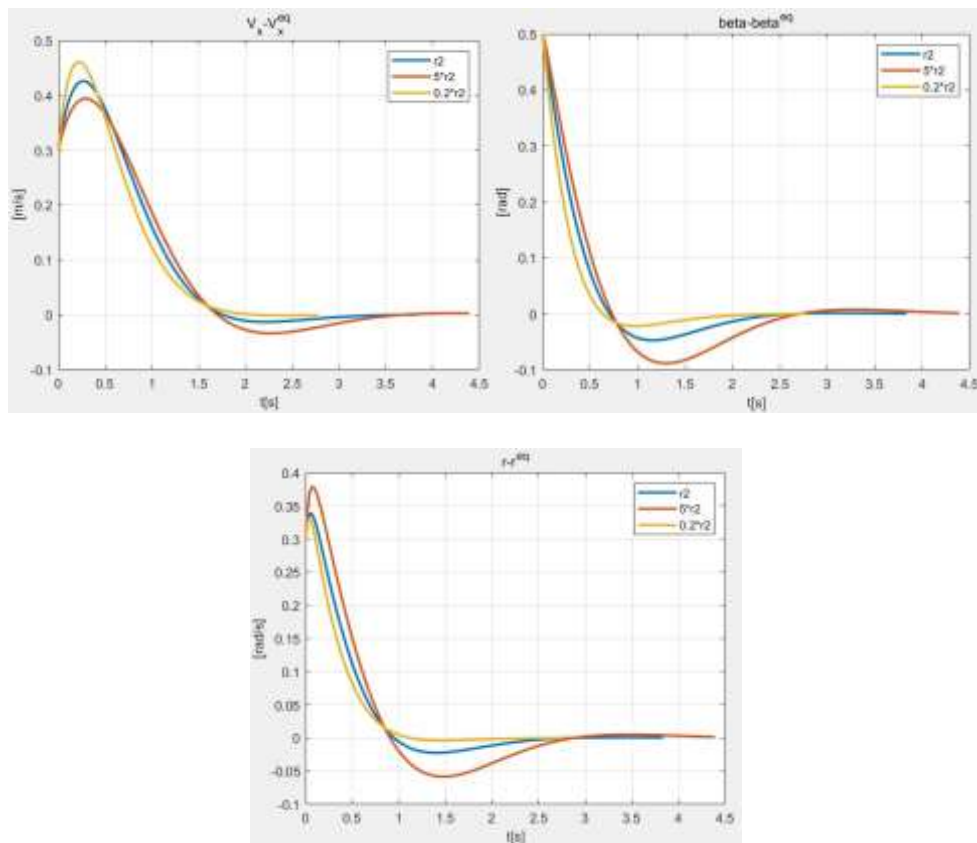 V_x-V_x^eq
0.5
0.4
0.3
0.2
0.1
0
-0.1
[m/s]
0 0.5 1 1.5 2 2.5 3 3.5 4 4.5
t[s]
r2
5*r2
0.2*r2
beta-beta^eq
0.5
0.4
0.3
0.2
0.1
0
-0.1
[rad]
0 0.5 1 1.5 2 2.5 3 3.5 4 4.5
t[s]
r2
5*r2
0.2*r2
r-r^eq
0.4
0.35
0.3
0.25
0.2
0.15
0.1
0.05
0
-0.05
-0.1
[rad/s]
0 0.5 1 1.5 2 2.5 3 3.5 4 4.5
t[s]
r2
5*r2
0.2*r2